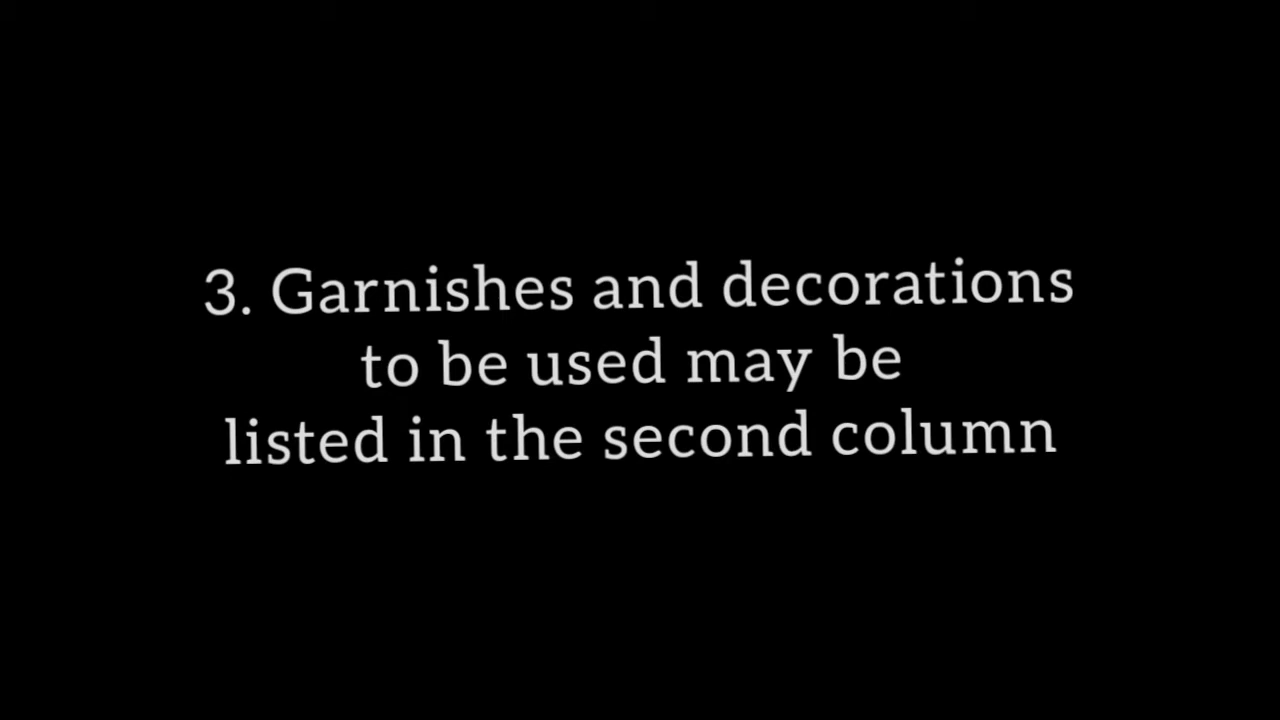 3. Garnishes and decorations
to be used may be
listed in the second column